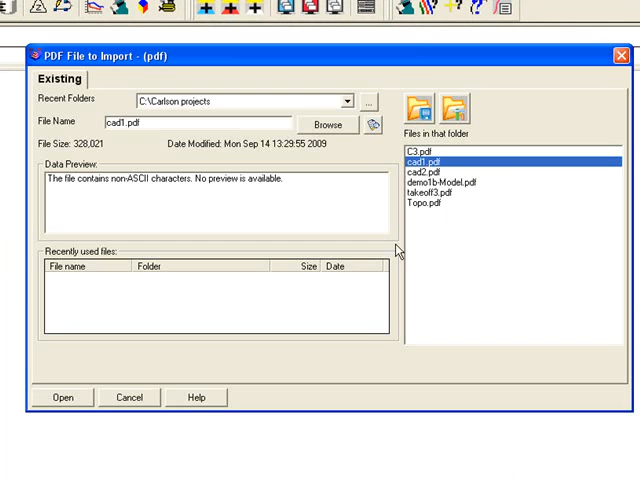 PDF File to Import - (pdf)
Existing
Recent Folders
C:\Carlson projects
...
File Name
cad1.pdf
Browse
Files in that folder
File Size: 328,021
Date Modified: Mon Sep 14 13:29:55 2009
C3.pdf
cad1.pdf
cad2.pdf
demo1b-Model.pdf
takeoff3.pdf
Topo.pdf
Data Preview:
The file contains non-ASCII characters. No preview is available.
Recently used files:
File name
Folder
Size
Date
Open
Cancel
Help